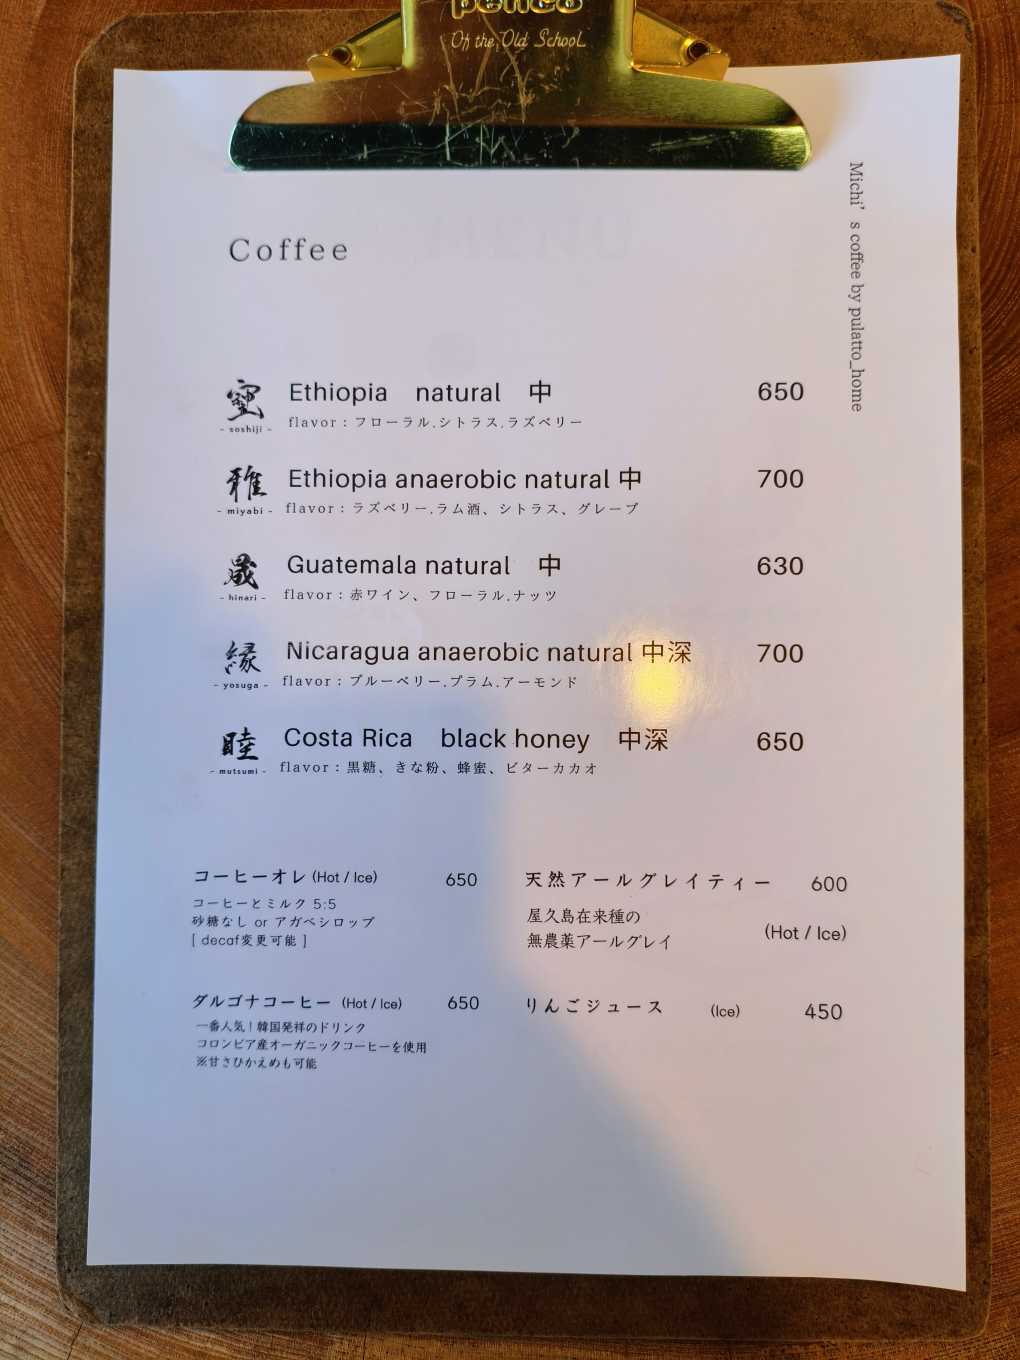 penco
Of the Old School
Michi's coffee by pulatto_home
Coffee
Ethiopia natural 中 650
- soshiji -
flavor : フローラル.シトラス.ラズベリー
雅 Ethiopia anaerobic natural 中 700
- miyabi -
flavor : ラズベリー.ラム酒、シトラス、グレープ
晟 Guatemala natural 中 630
- hinari -
flavor : 赤ワイン、フローラル.ナッツ
縁 Nicaragua anaerobic natural 中深 700
- yosuga -
flavor : ブルーベリー.プラム.アーモンド
睦 Costa Rica black honey 中深 650
- mutsumi -
flavor : 黒糖、きな粉、蜂蜜、ビターカカオ
コーヒーオレ (Hot / Ice) 650
コーヒーとミルク 5:5
砂糖なし or アガベシロップ
[ decaf変更可能 ]
天然アールグレイティー 600
屋久島在来種の
無農薬アールグレイ
(Hot / Ice)
ダルゴナコーヒー (Hot / Ice) 650
一番人気！韓国発祥のドリンク
コロンビア産オーガニックコーヒーを使用
※甘さひかえめも可能
りんごジュース (Ice) 450